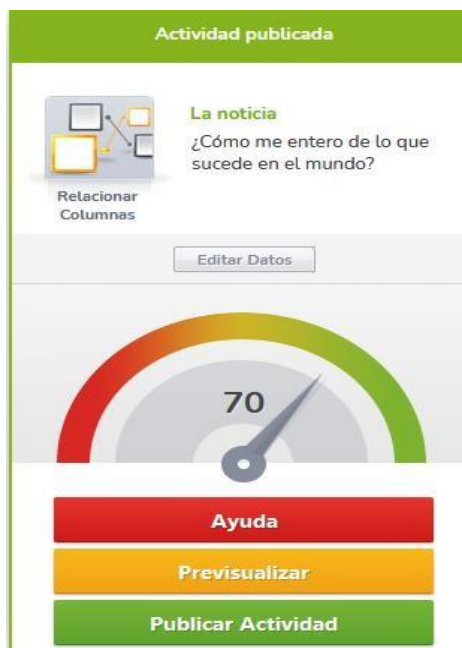 Actividad publicada
La noticia
¿Cómo me entero de lo que
sucede en el mundo?
Relacionar
Columnas
Editar Datos
70
Ayuda
Previsualizar
Publicar Actividad